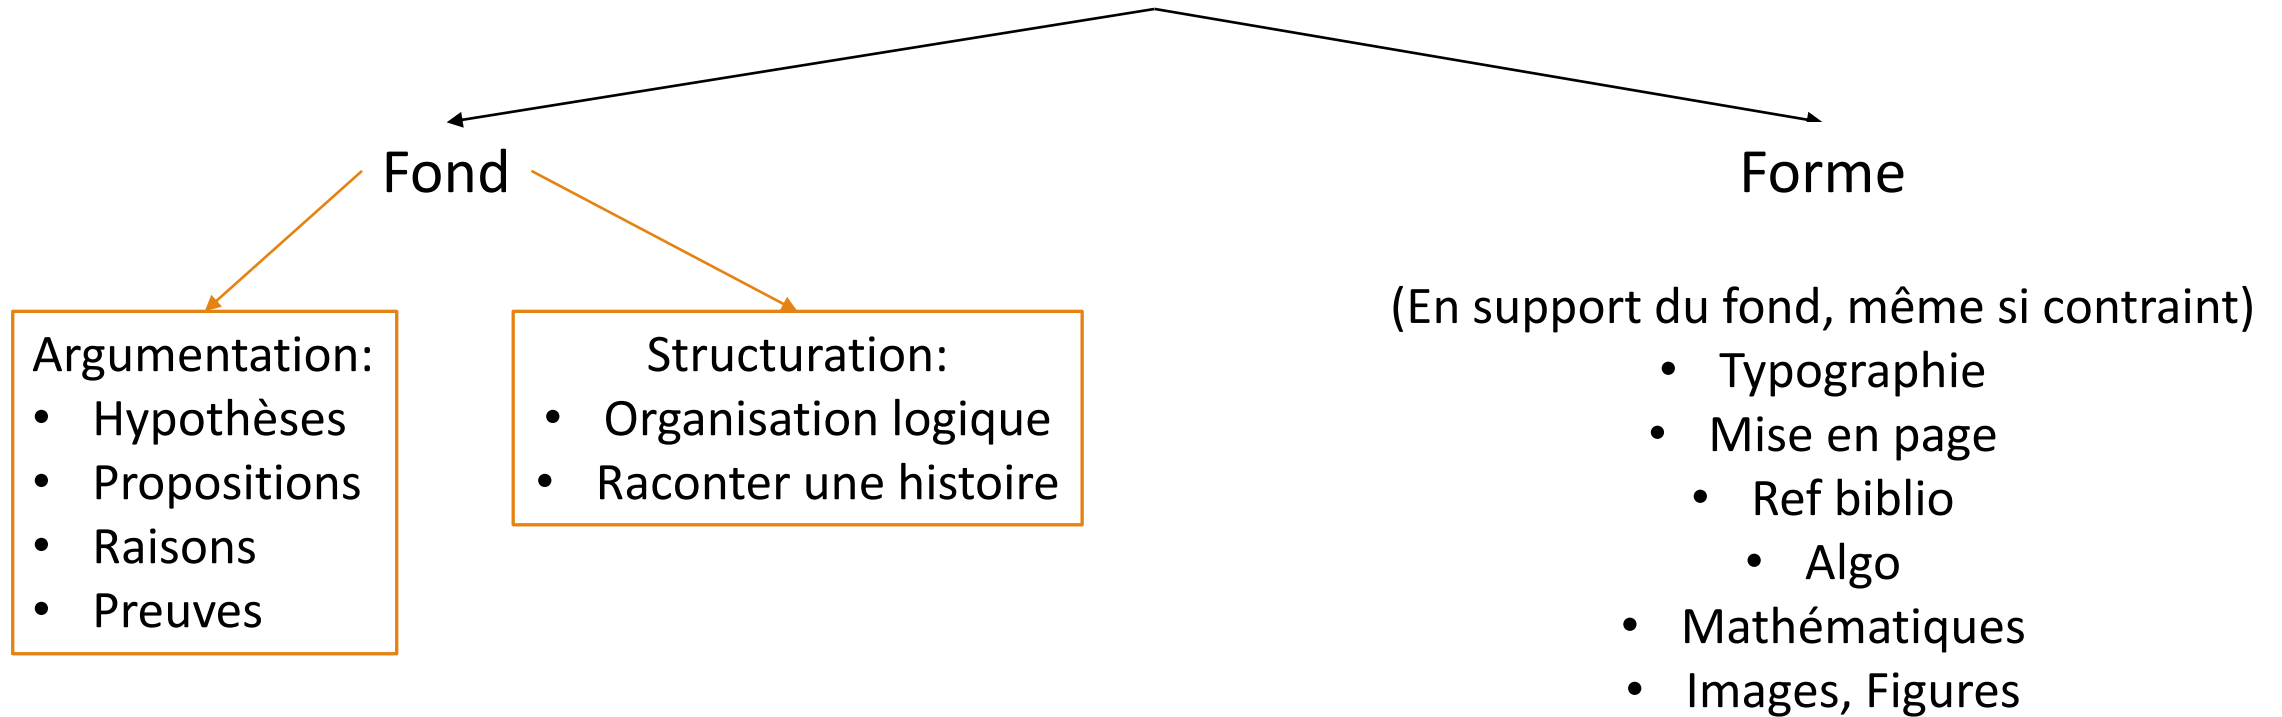 Fond
Forme
Argumentation:
• Hypothèses
• Propositions
• Raisons
• Preuves
Structuration:
• Organisation logique
• Raconter une histoire
(En support du fond, même si contraint)
• Typographie
• Mise en page
• Ref biblio
• Algo
• Mathématiques
• Images, Figures